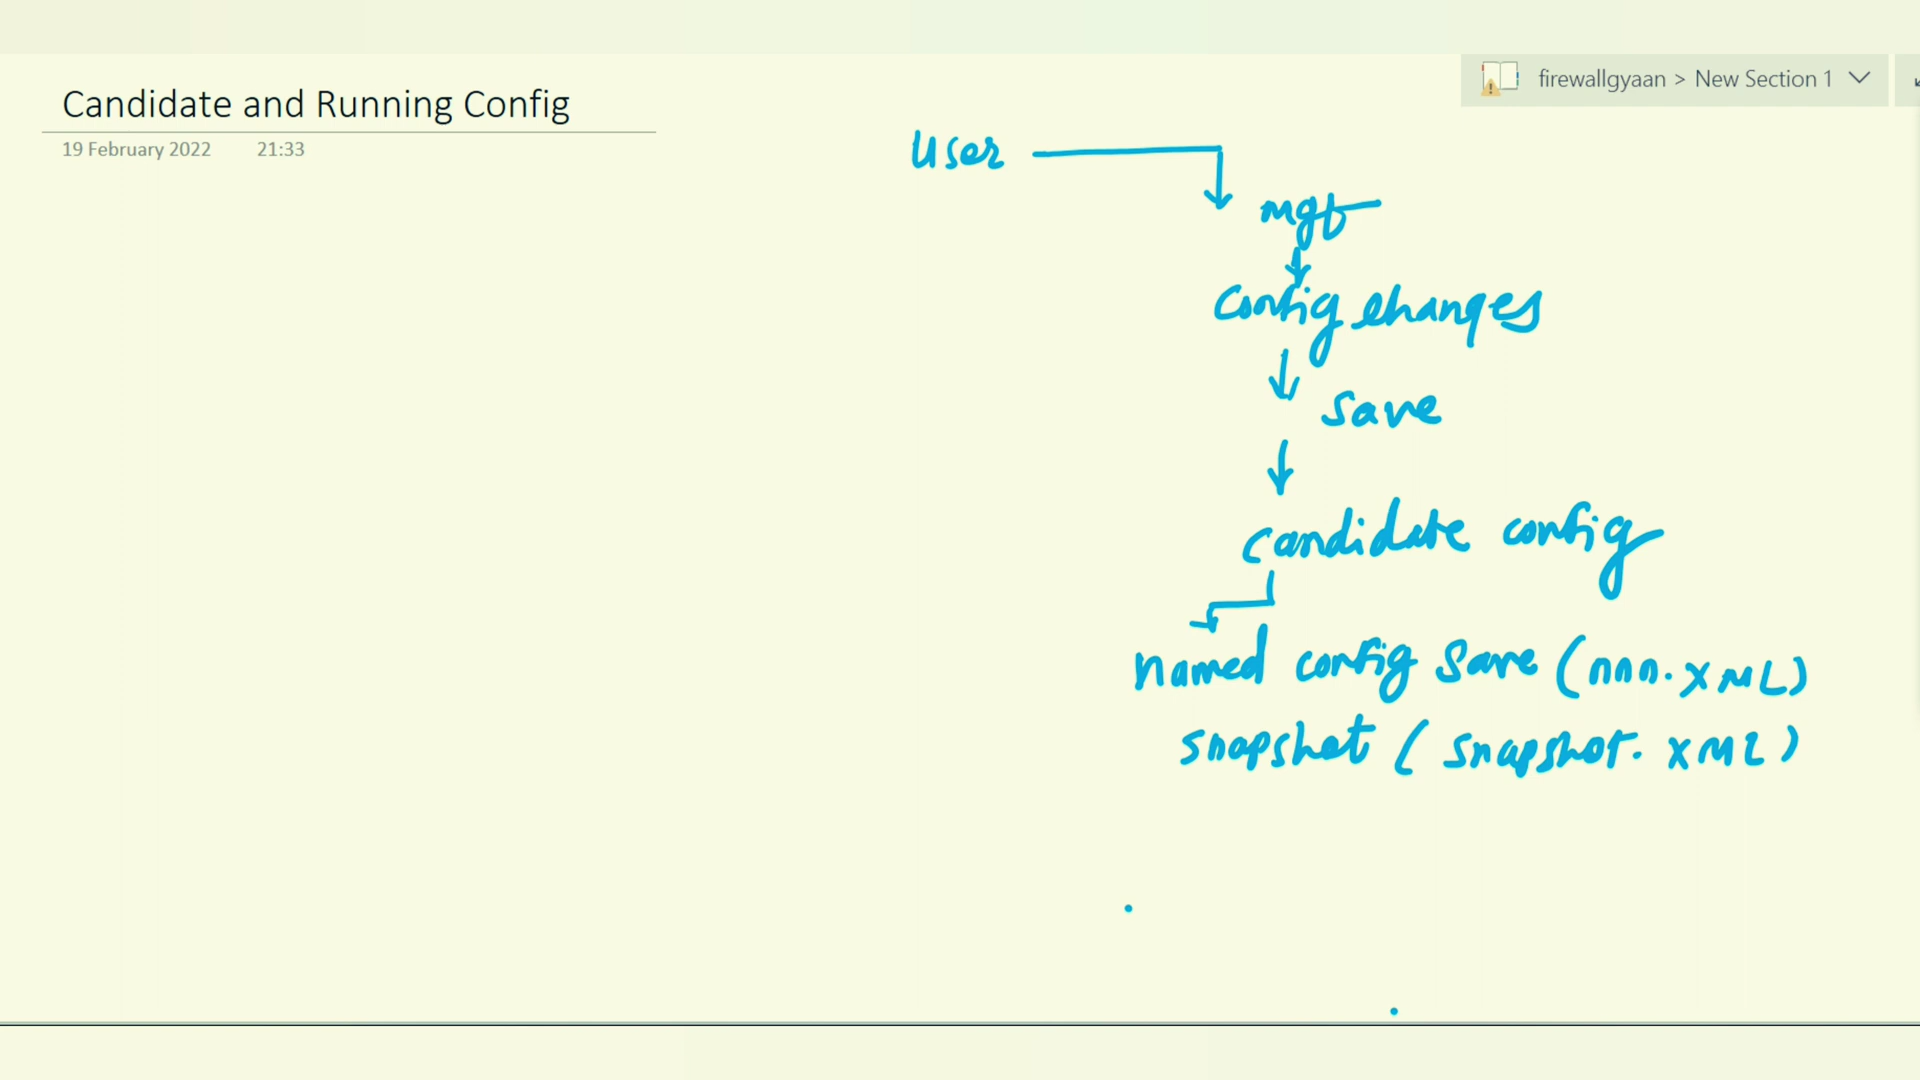 firewallgyaan > New Section 1
Candidate and Running Config
19 February 2022 21:33
User
mgt
config changes
save
candidate config
named config save (nnn.XML)
snapshot (snapshot.XML)